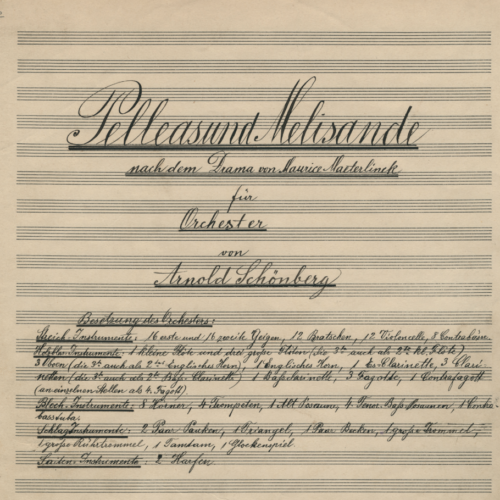 Pelleas und Melisande
nach dem Drama von Maurice Maeterlinck
für
Orchester
von
Arnold Schönberg
Besetzung des Orchesters:
Streich-Instrumente: 16 erste und 16 zweite Geigen, 12 Bratschen, 12 Violoncelle, 8 Contrabässe
Holzblas-Instrumente: 1 kleine Flöte und drei große Flöten (die 3te auch als 2te kl. Flöte)
3 Oboen (die 3te auch als 2tes Englisches Horn), 1 Englisches Horn, 1 Es-Clarinette, 3 Clari-
netten (die 3te auch als 2te Baß-Clarinette) 1 Baßclarinette, 3 Fagotte, 1 Contrafagott
(an einzelnen Stellen als 4. Fagott)
Blech-Instrumente: 8 Hörner, 4 Trompeten, 1 Alt Posaune, 4 Tenor-Baß-Posaunen, 1 Contra-
basstuba
Schlag Instrumente: 2 Paar Pauken, 1 Triangel, 1 Paar Becken, 1 große Trommel,
1 große Rührtrommel, 1 Tamtam, 1 Glockenspiel
Saiten-Instrumente: 2 Harfen